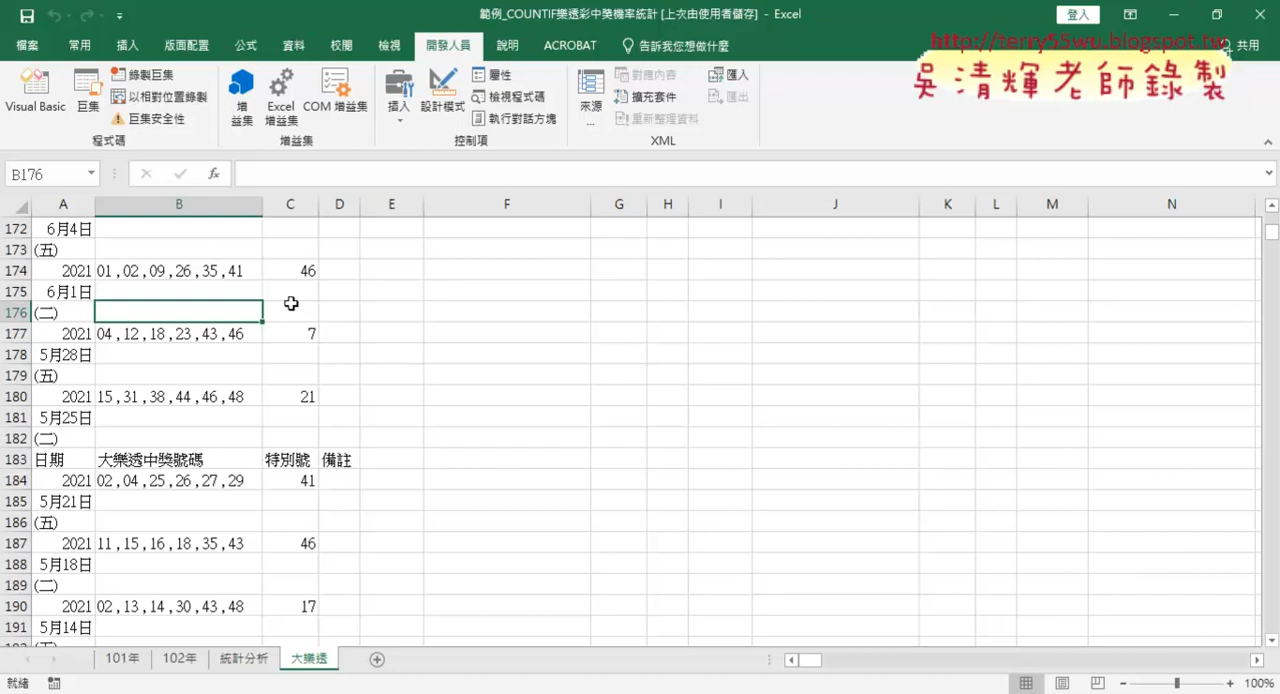 範例_COUNTIF樂透彩中獎機率統計 [上次由使用者儲存] - Excel
登入
檔案 常用 插入 版面配置 公式 資料 校閱 檢視 開發人員 說明 ACROBAT 告訴我您想做什麼 共用
http://terry55wu.blogspot.tw
吳清輝老師錄製
Visual Basic 巨集 錄製巨集 以相對位置錄製 巨集安全性 程式碼
增益集 Excel 增益集 COM 增益集 增益集
插入 設計模式 屬性 檢視程式碼 執行對話方塊 控制項
來源 對應內容 擴充套件 重新整理資料 匯入 匯出 XML
B176 fx
A B C D E F G H I J K L M N
172 6月4日
173 (五)
174 2021 01,02,09,26,35,41 46
175 6月1日
176 (二)
177 2021 04,12,18,23,43,46 7
178 5月28日
179 (五)
180 2021 15,31,38,44,46,48 21
181 5月25日
182 (二)
183 日期 大樂透中獎號碼 特別號 備註
184 2021 02,04,25,26,27,29 41
185 5月21日
186 (五)
187 2021 11,15,16,18,35,43 46
188 5月18日
189 (二)
190 2021 02,13,14,30,43,48 17
191 5月14日
101年 102年 統計分析 大樂透
就緒 100%